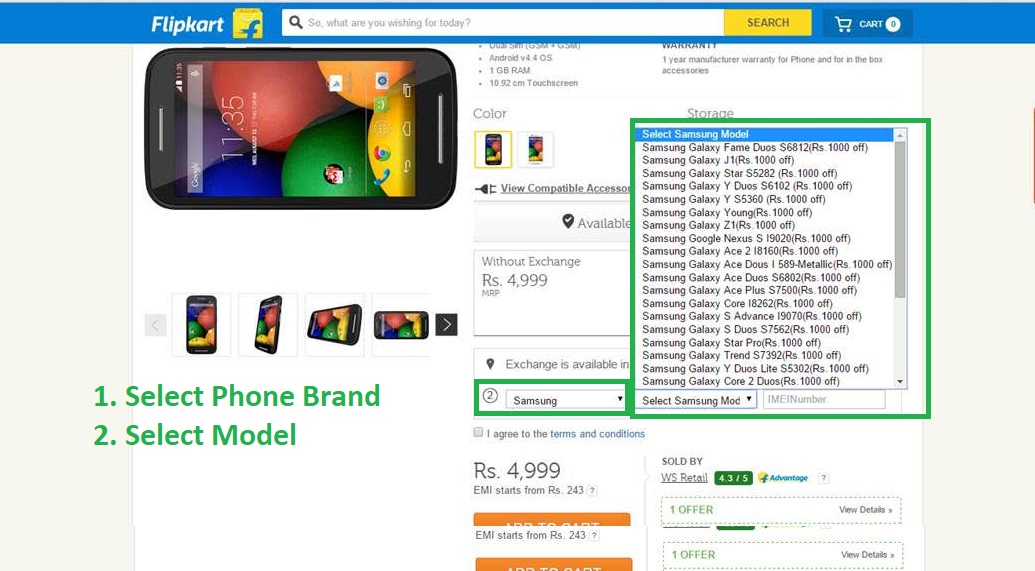 Flipkart
So, what are you wishing for today?
SEARCH
CART 0
Dual Sim (GSM + GSM)
Android v4.4 OS
1 GB RAM
10.92 cm Touchscreen
WARRANTY
1 year manufacturer warranty for Phone and for in the box
accessories
Color
Storage
11:35
Google
View Compatible Accessor
Available
Without Exchange
Rs. 4,999
MRP
Select Samsung Model
Samsung Galaxy Fame Duos S6812(Rs.1000 off)
Samsung Galaxy J1(Rs.1000 off)
Samsung Galaxy Star S5282 (Rs.1000 off)
Samsung Galaxy Y Duos S6102 (Rs.1000 off)
Samsung Galaxy Y S5360 (Rs.1000 off)
Samsung Galaxy Young(Rs.1000 off)
Samsung Galaxy Z1(Rs.1000 off)
Samsung Google Nexus S I9020(Rs.1000 off)
Samsung Galaxy Ace 2 I8160(Rs.1000 off)
Samsung Galaxy Ace Dous I 589-Metallic(Rs.1000 off)
Samsung Galaxy Ace Duos S6802(Rs.1000 off)
Samsung Galaxy Ace Plus S7500(Rs.1000 off)
Samsung Galaxy Core I8262(Rs.1000 off)
Samsung Galaxy S Advance I9070(Rs.1000 off)
Samsung Galaxy S Duos S7562(Rs.1000 off)
Samsung Galaxy Star Pro(Rs.1000 off)
Samsung Galaxy Trend S7392(Rs.1000 off)
Samsung Galaxy Y Duos Lite S5302(Rs.1000 off)
Samsung Galaxy Core 2 Duos(Rs.1000 off)
Exchange is available in
2 Samsung
Select Samsung Mod
IMEINumber
1. Select Phone Brand
2. Select Model
I agree to the terms and conditions
Rs. 4,999
EMI starts from Rs. 243 ?
SOLD BY
WS Retail 4.3 / 5 Advantage ?
1 OFFER View Details »
ADD TO CART
EMI starts from Rs. 243 ?
1 OFFER View Details »
ADD TO CART